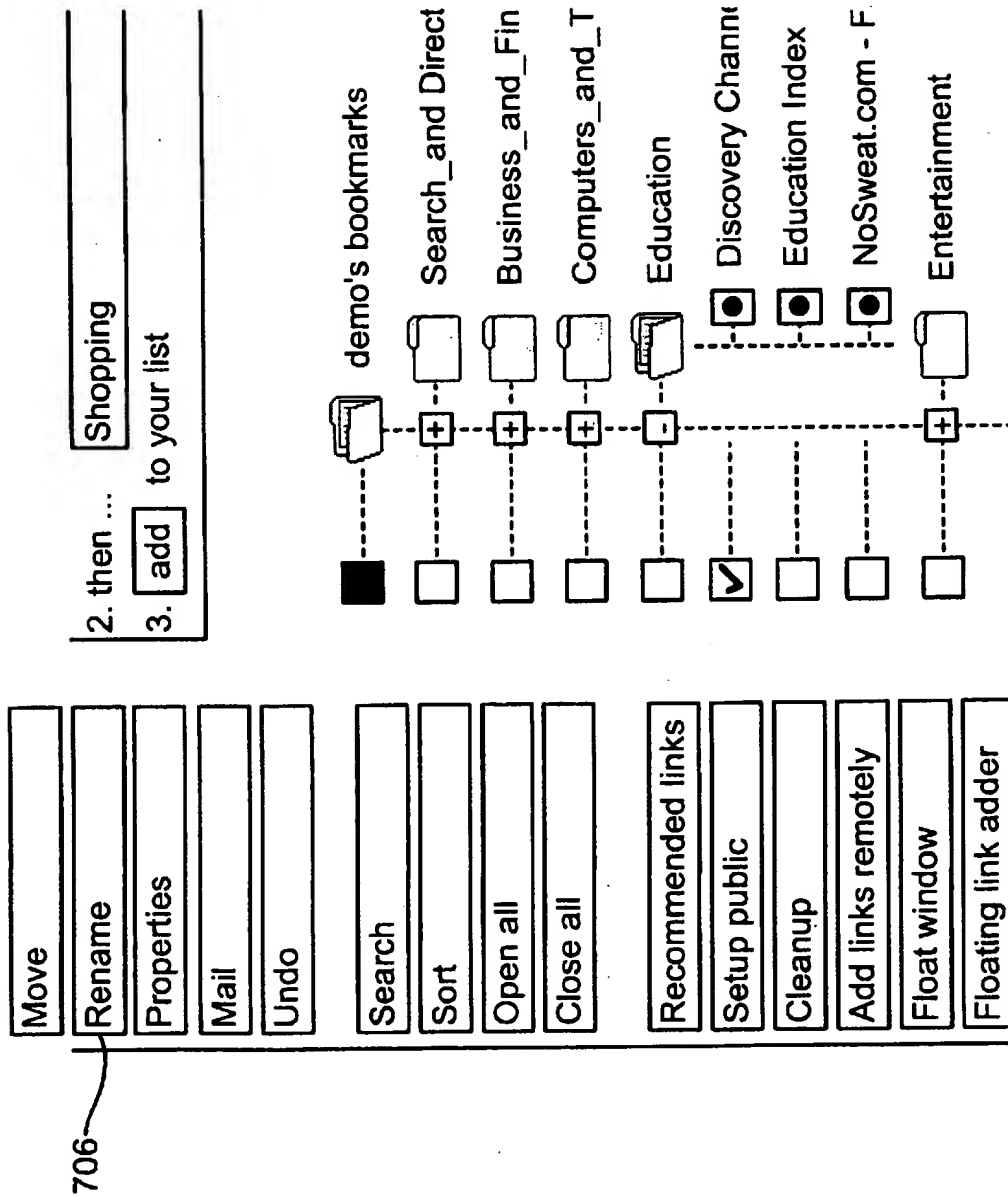 706
Move
Rename
Properties
Mail
Undo
Search
Sort
Open all
Close all
Recommended links
Setup public
Cleanup
Add links remotely
Float window
Floating link adder
2. then ... Shopping
3. add to your list
demo's bookmarks
+ Search_and Direct
+ Business_and_Fin
+ Computers_and_T
- Education
Discovery Chann
Education Index
NoSweat.com - F
+ Entertainment